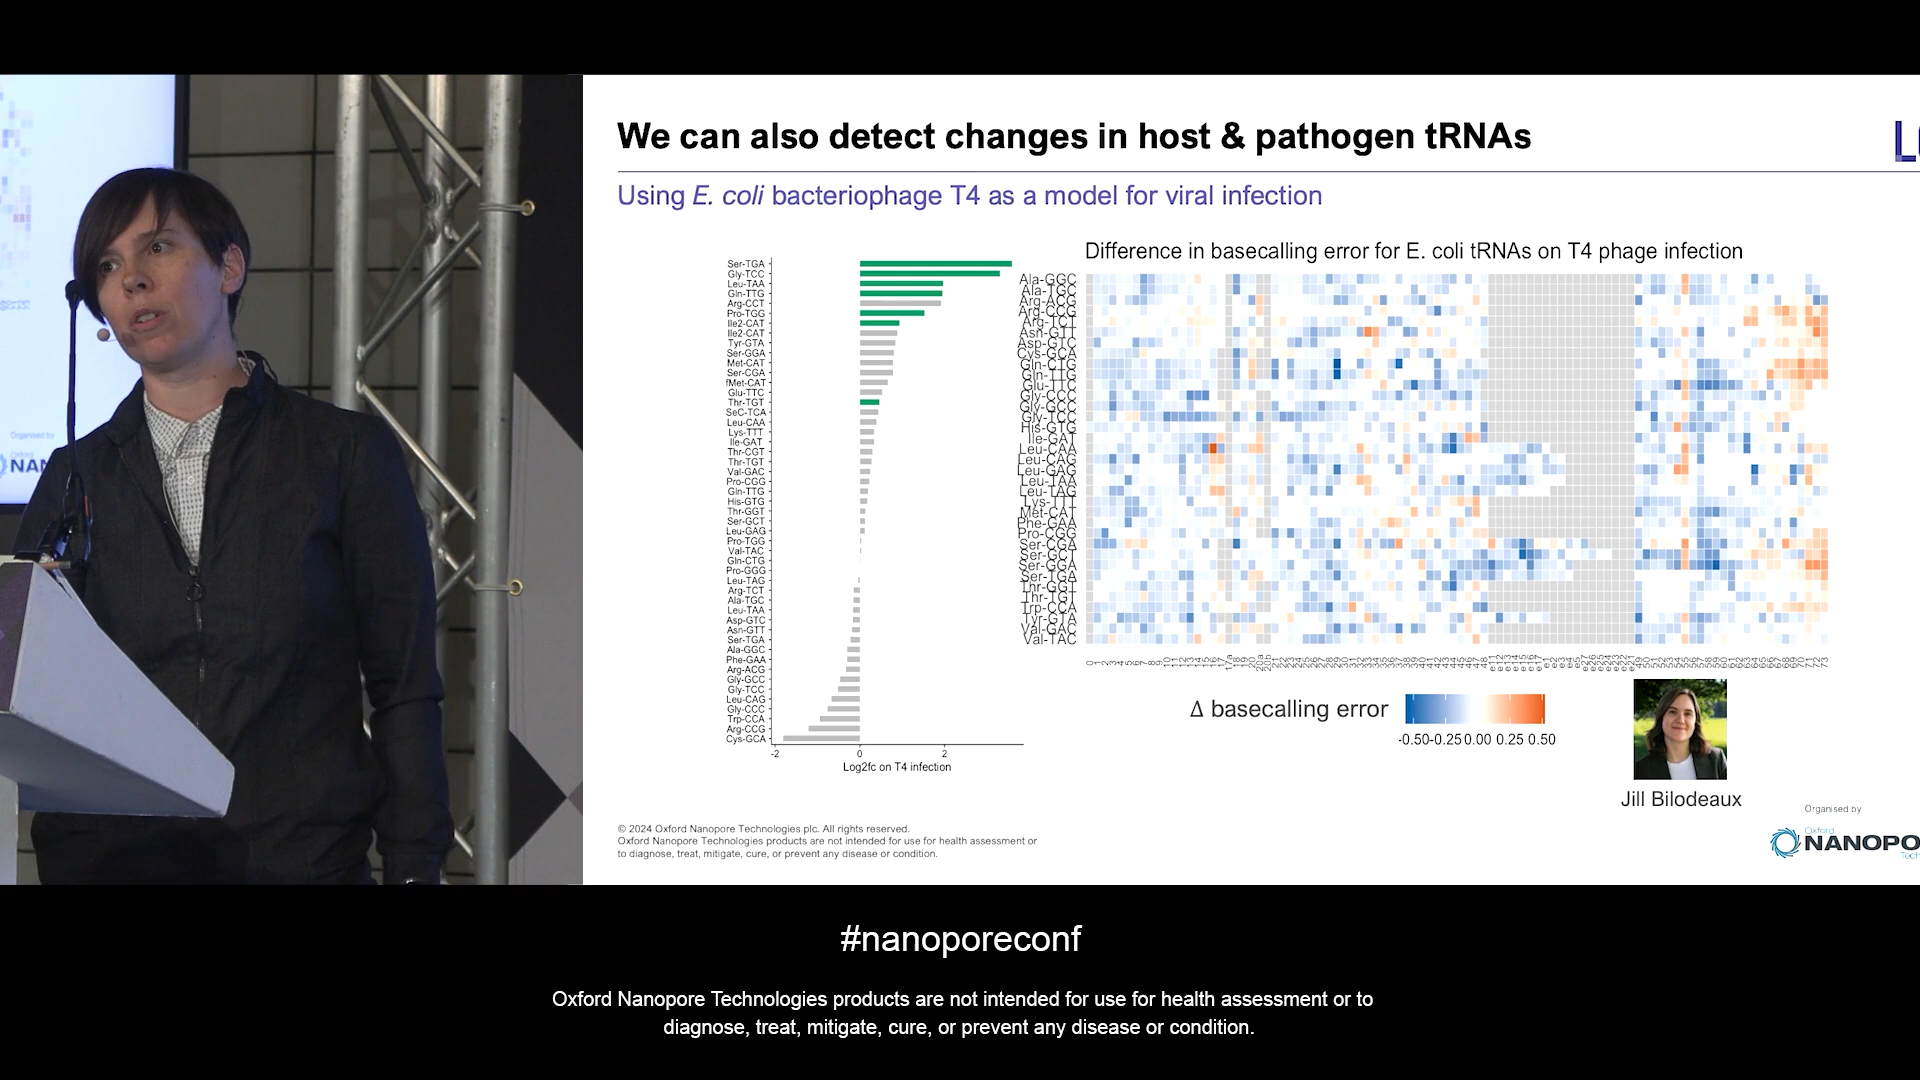 We can also detect changes in host & pathogen tRNAs
Using E. coli bacteriophage T4 as a model for viral infection
Ser-TGA
Gly-TCC
Leu-TAA
Gln-TTG
Arg-CCT
Pro-TGG
Ile2-CAT
Ile2-CAT
Tyr-GTA
Ser-GGA
Met-CAT
Ser-CGA
fMet-CAT
Glu-TTC
Thr-TGT
SeC-TCA
Leu-CAA
Lys-TTT
Ile-GAT
Thr-CGT
Thr-TGT
Val-GAC
Pro-CGG
Gln-TTG
His-GTG
Thr-GGT
Ser-GCT
Leu-GAG
Pro-TGG
Val-TAC
Gln-CTG
Pro-GGG
Leu-TAG
Arg-TCT
Ala-TGC
Leu-TAA
Asp-GTC
Asn-GTT
Ser-TGA
Ala-GGC
Phe-GAA
Arg-ACG
Gly-GCC
Gly-TCC
Leu-CAG
Gly-CCC
Trp-CCA
Arg-CCG
Cys-GCA
-2 0 2
Log2fc on T4 infection
Difference in basecalling error for E. coli tRNAs on T4 phage infection
Ala-GGC
Ala-TGC
Arg-ACG
Arg-CCG
Arg-TCT
Asn-GTT
Asp-GTC
Cys-GCA
Gln-CTG
Gln-TTG
Glu-TTC
Gly-CCC
Gly-GCC
Gly-TCC
His-GTG
Ile-GAT
Leu-CAA
Leu-CAG
Leu-GAG
Leu-TAA
Leu-TAG
Lys-TTT
Met-CAT
Phe-GAA
Pro-CGG
Ser-CGA
Ser-GCT
Ser-GGA
Ser-TGA
Thr-GGT
Thr-TGT
Trp-CCA
Tyr-GTA
Val-GAC
Val-TAC
Δ basecalling error
-0.50 -0.25 0.00 0.25 0.50
Jill Bilodeaux
© 2024 Oxford Nanopore Technologies plc. All rights reserved.
Oxford Nanopore Technologies products are not intended for use for health assessment or
to diagnose, treat, mitigate, cure, or prevent any disease or condition.
Organised by
Oxford
NANOPO
Organised by
NAN
#nanoporeconf
Oxford Nanopore Technologies products are not intended for use for health assessment or to
diagnose, treat, mitigate, cure, or prevent any disease or condition.